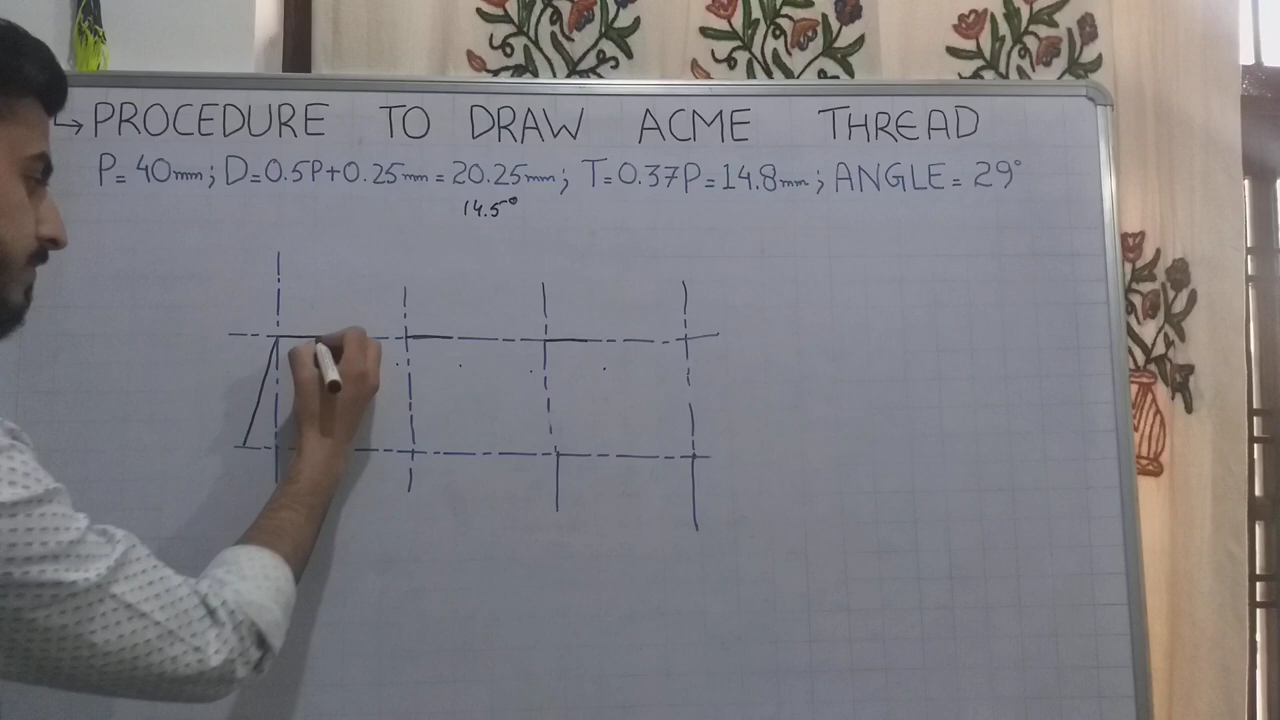 → PROCEDURE TO DRAW ACME THREAD
P= 40mm; D=0.5P+0.25mm = 20.25mm; T=0.37P=14.8mm; ANGLE= 29°
14.5°